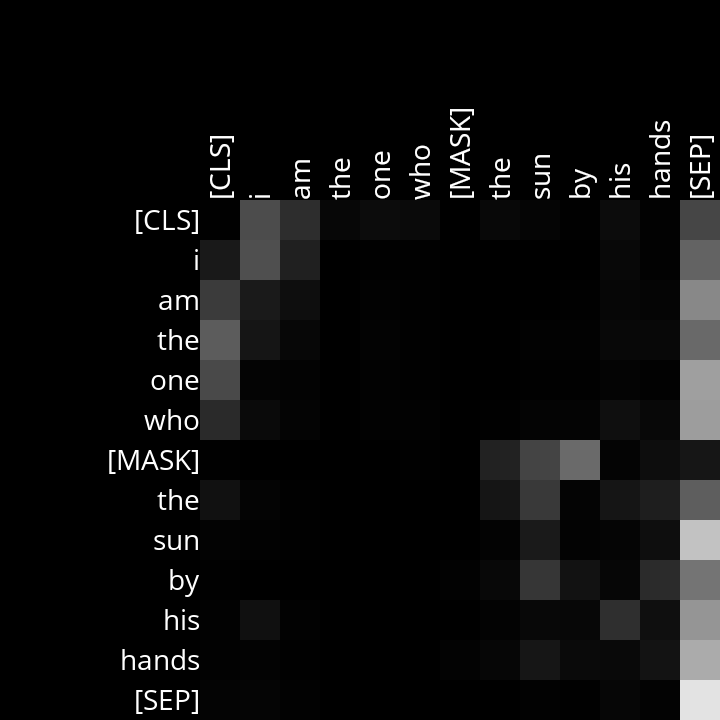 [CLS] i am the one who [MASK] the sun by his hands [SEP]
[CLS]
i
am
the
one
who
[MASK]
the
sun
by
his
hands
[SEP]